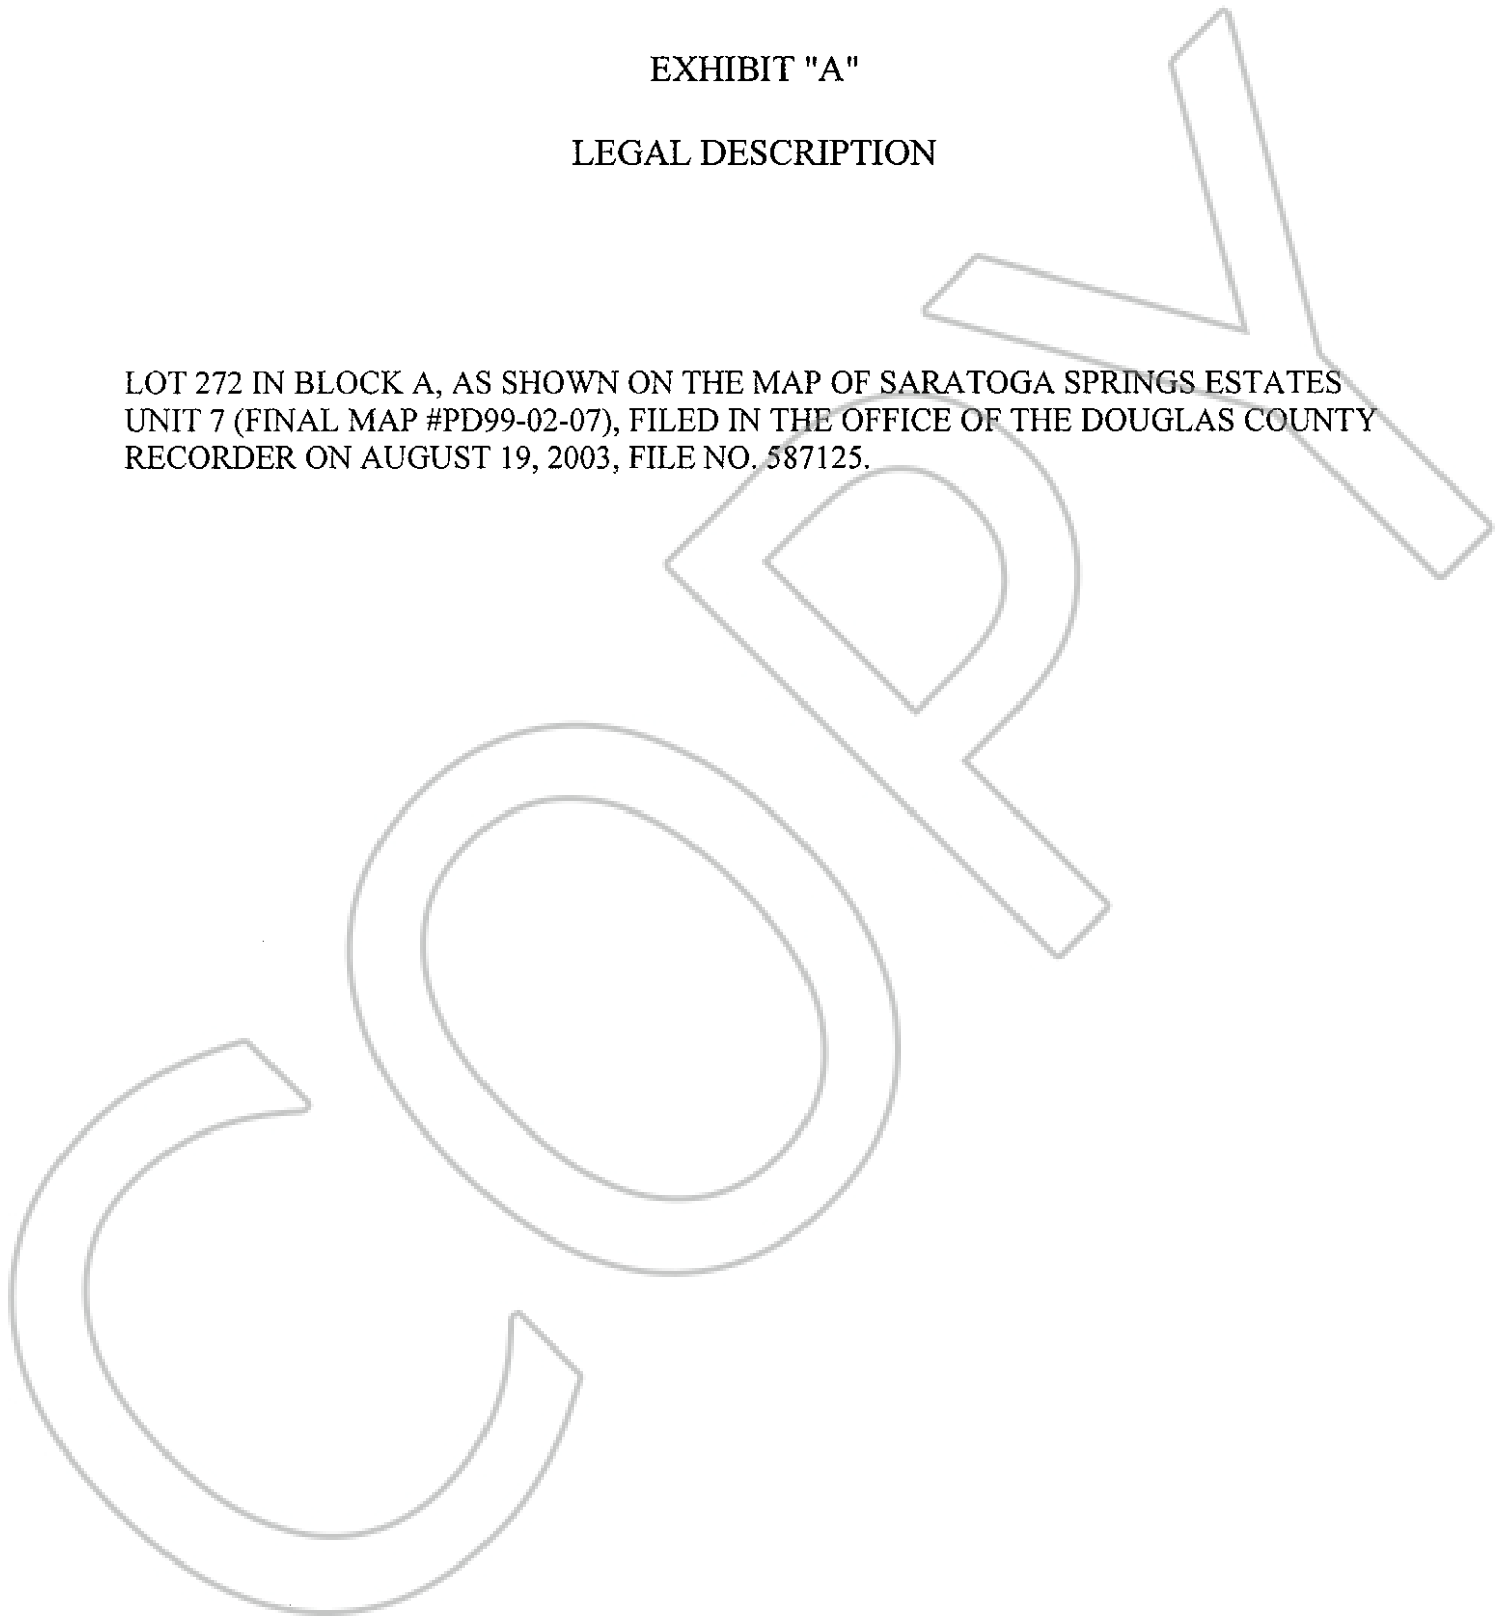 EXHIBIT "A"
LEGAL DESCRIPTION
LOT 272 IN BLOCK A, AS SHOWN ON THE MAP OF SARATOGA SPRINGS ESTATES
UNIT 7 (FINAL MAP #PD99-02-07), FILED IN THE OFFICE OF THE DOUGLAS COUNTY
RECORDER ON AUGUST 19, 2003, FILE NO. 587125.
COPY